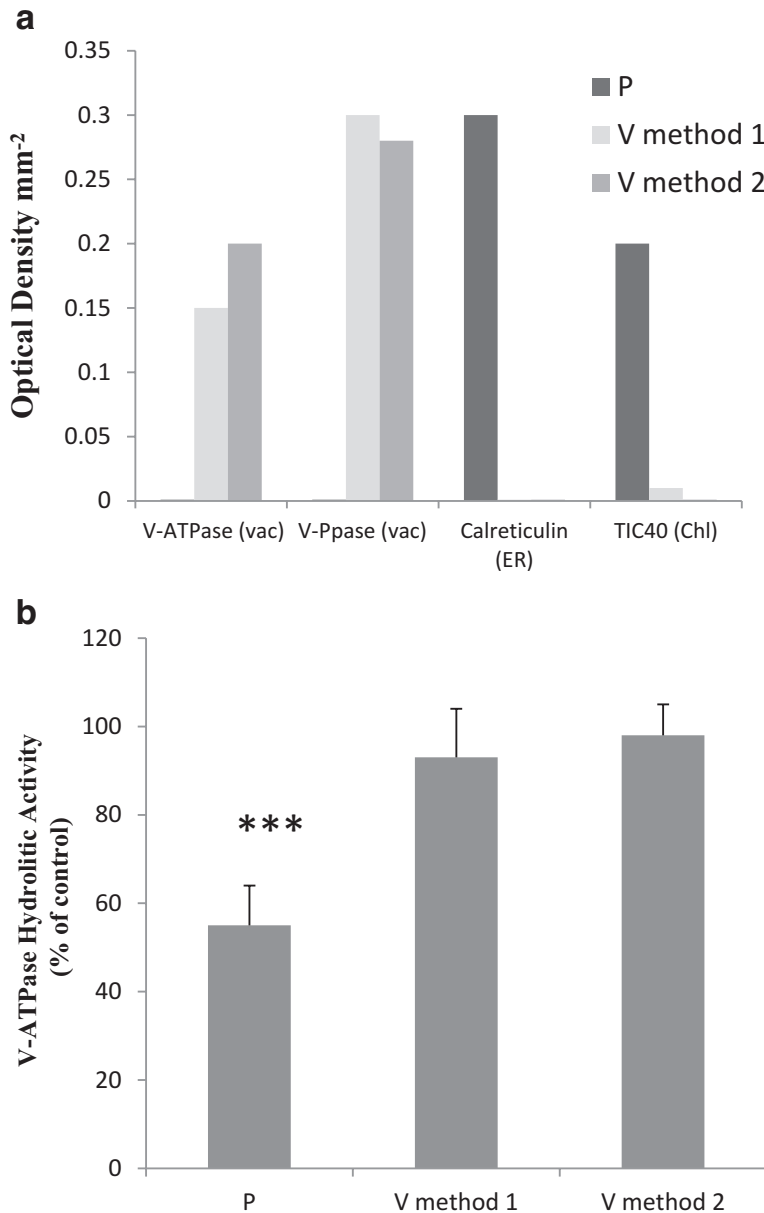 a
Optical Density mm-2
0.35
0.3
0.25
0.2
0.15
0.1
0.05
0
P
V method 1
V method 2
V-ATPase (vac)
V-Ppase (vac)
Calreticulin
(ER)
TIC40 (Chl)
b
V-ATPase Hydrolitic Activity
(% of control)
120
100
80
60
40
20
0
***
P
V method 1
V method 2